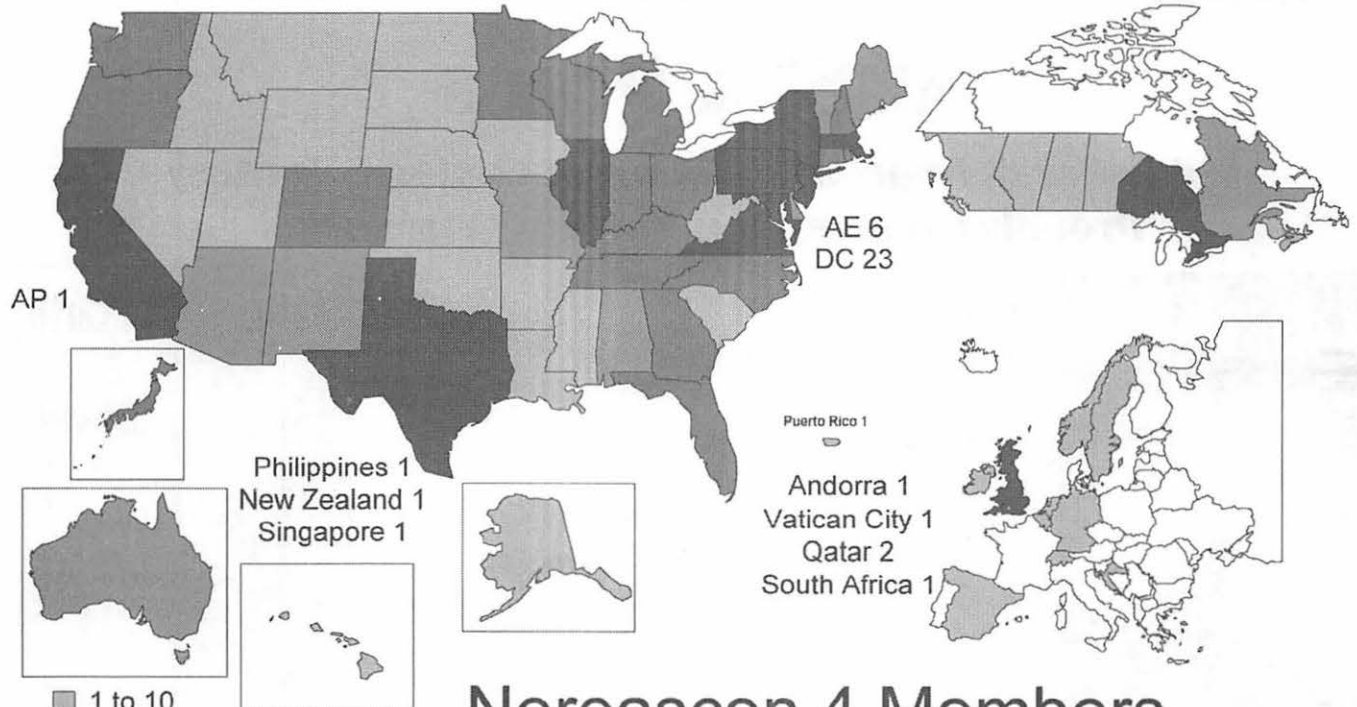 AE 6
DC 23
AP 1
Puerto Rico 1
Philippines 1
New Zealand 1
Singapore 1
Andorra 1
Vatican City 1
Qatar 2
South Africa 1
1 to 10
Noreascon 4 Members